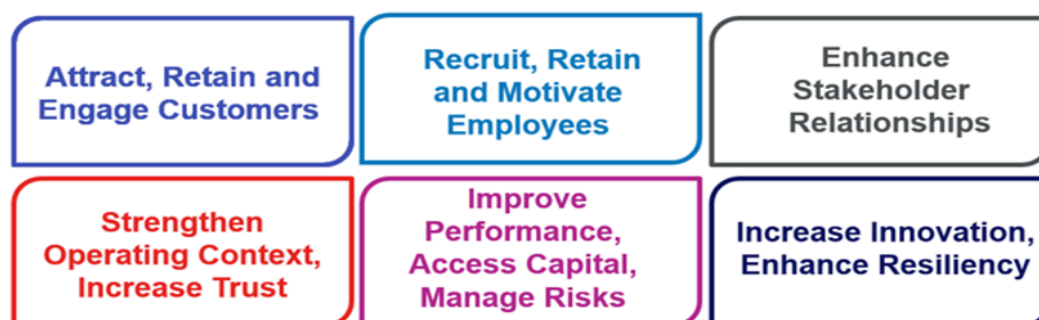 Attract, Retain and
Engage Customers
Recruit, Retain
and Motivate
Employees
Enhance
Stakeholder
Relationships
Strengthen
Operating Context,
Increase Trust
Improve
Performance,
Access Capital,
Manage Risks
Increase Innovation,
Enhance Resiliency